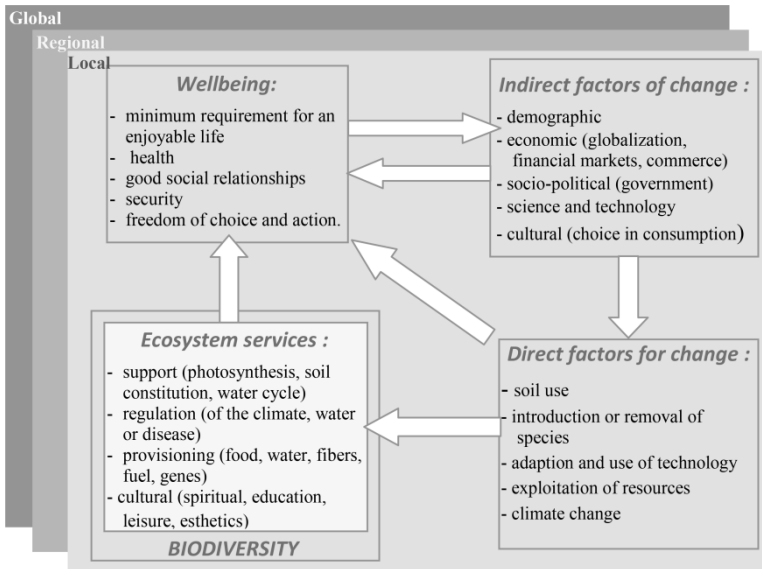 Global
Regional
Local
Wellbeing:
- minimum requirement for an
enjoyable life
- health
- good social relationships
- security
- freedom of choice and action.
Indirect factors of change :
- demographic
- economic (globalization,
financial markets, commerce)
- socio-political (government)
- science and technology
- cultural (choice in consumption)
Ecosystem services :
- support (photosynthesis, soil
constitution, water cycle)
- regulation (of the climate, water
or disease)
- provisioning (food, water, fibers,
fuel, genes)
- cultural (spiritual, education,
leisure, esthetics)
BIODIVERSITY
Direct factors for change :
- soil use
- introduction or removal of
species
- adaption and use of technology
- exploitation of resources
- climate change